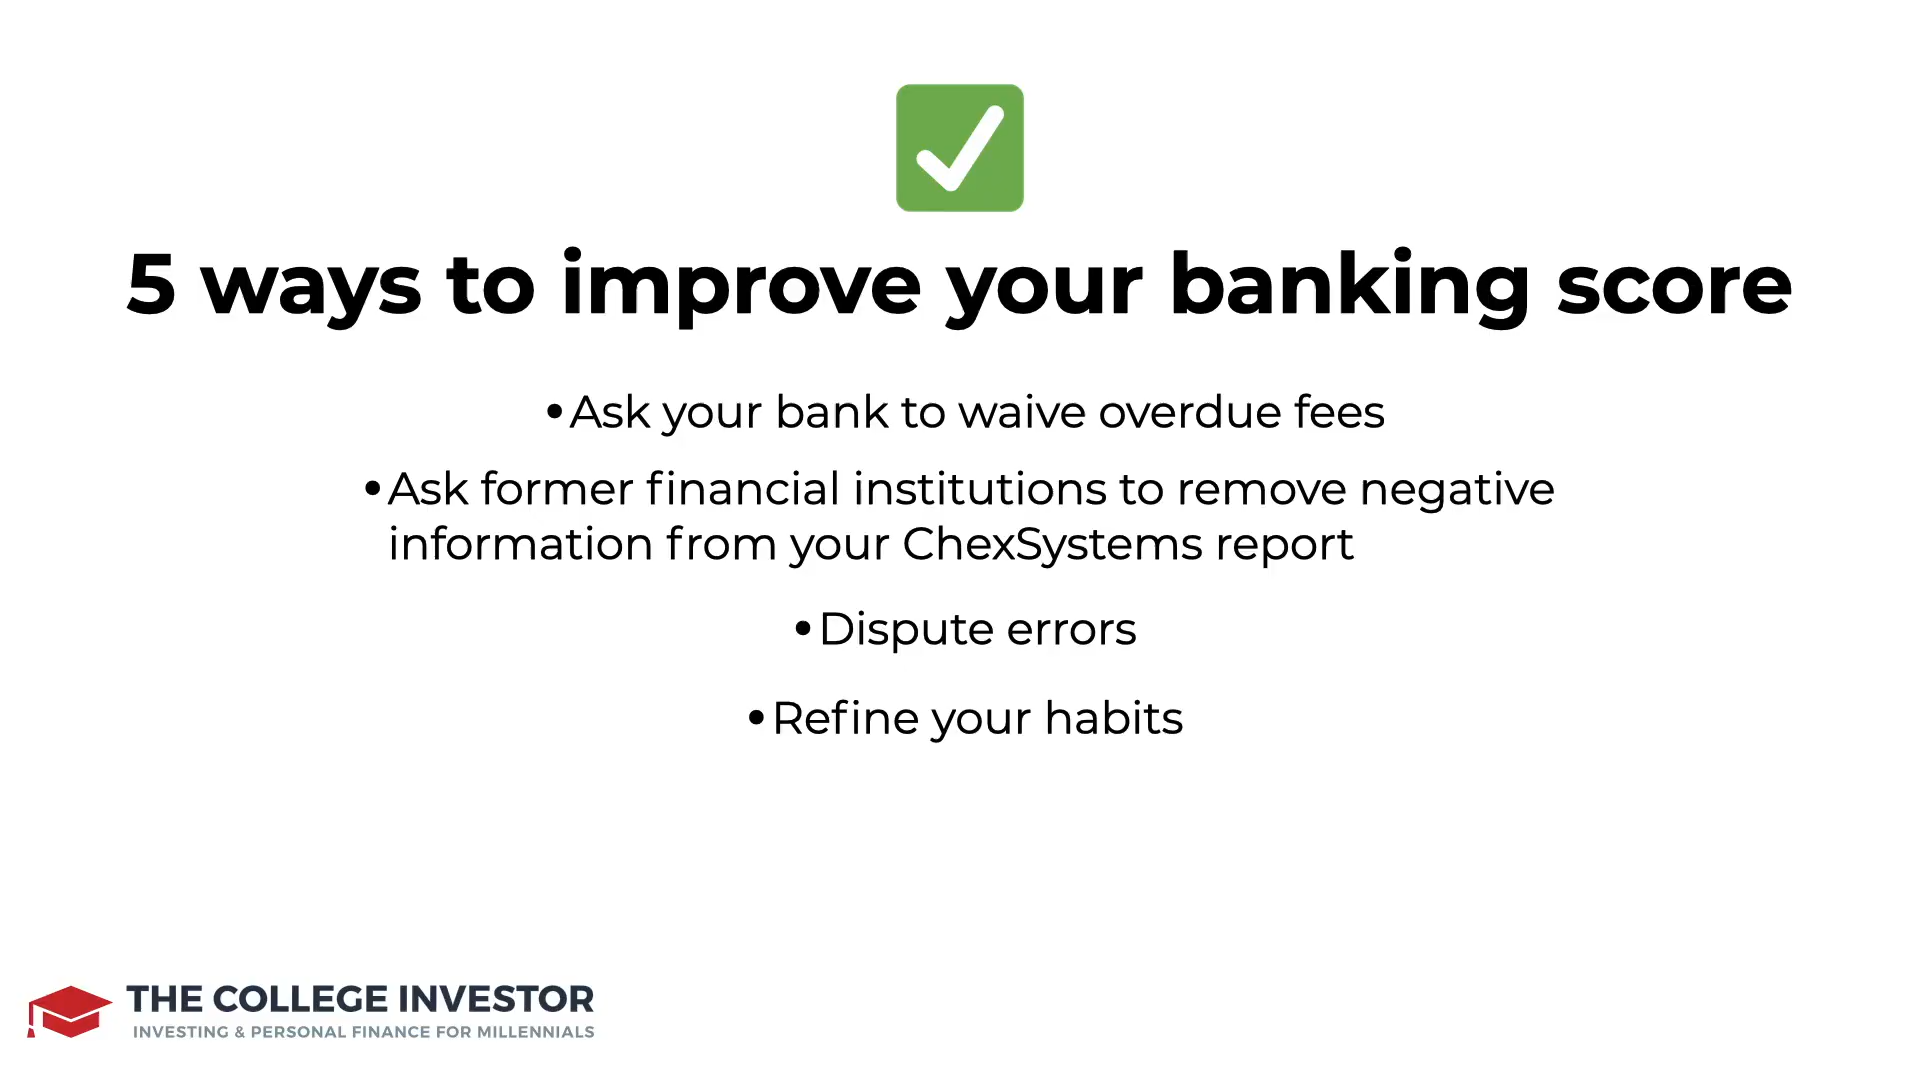 5 ways to improve your banking score
•Ask your bank to waive overdue fees
•Ask former financial institutions to remove negative
information from your ChexSystems report
•Dispute errors
•Refine your habits
THE COLLEGE INVESTOR
INVESTING & PERSONAL FINANCE FOR MILLENNIALS